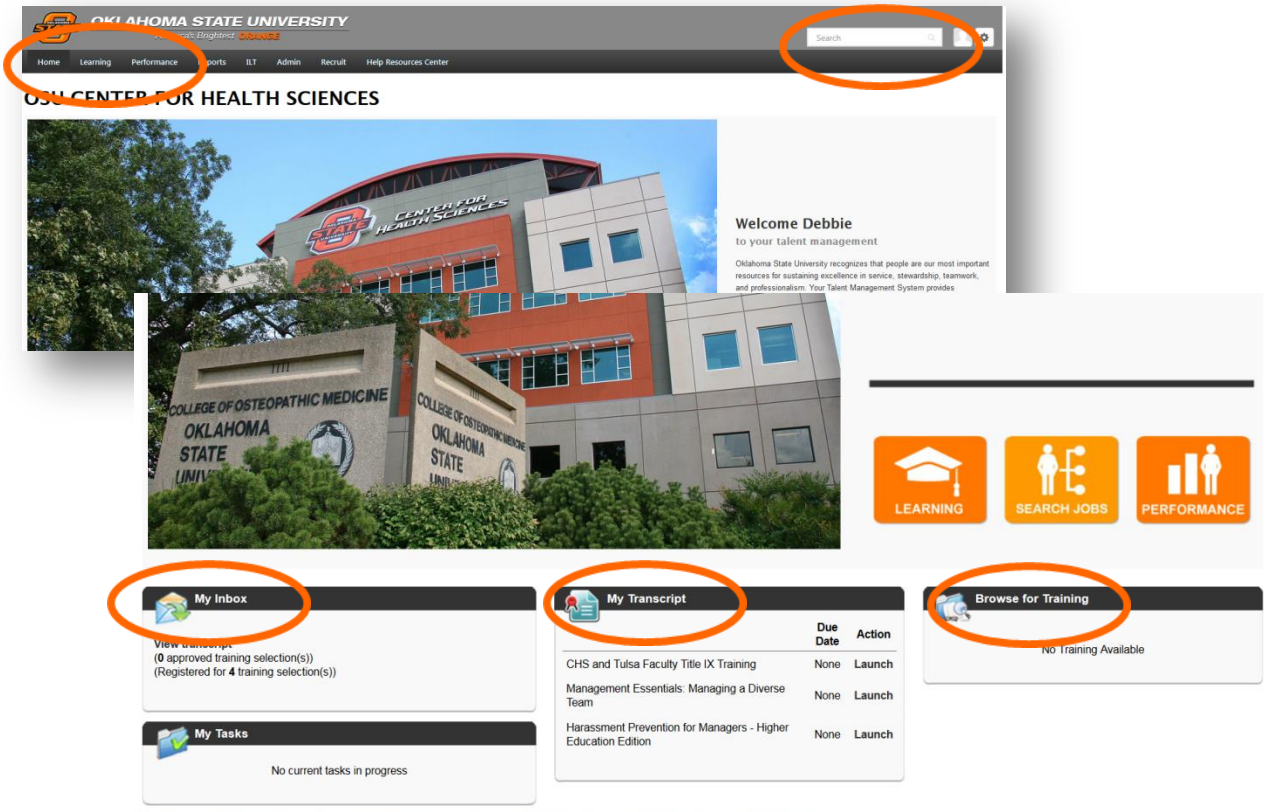 OKLAHOMA STATE UNIVERSITY
Brightest ORANGE
Search
Home Learning Performance Reports ILT Admin Recruit Help Resources Center
OSU CENTER FOR HEALTH SCIENCES
OKLAHOMA
STATE
UNIVERSITY
CENTER FOR
HEALTH SCIENCES
Welcome Debbie
to your talent management
Oklahoma State University recognizes that people are our most important
resources for sustaining excellence in service, stewardship, teamwork,
and professionalism. Your Talent Management System provides
COLLEGE OF OSTEOPATHIC MEDICINE
OKLAHOMA
STATE
COLLEGE OF OSTEOPATHIC MEDICINE
OKLAHOMA
STATE
LEARNING
SEARCH JOBS
PERFORMANCE
My Inbox
View transcript
(0 approved training selection(s))
(Registered for 4 training selection(s))
My Tasks
No current tasks in progress
My Transcript
Due
Date Action
CHS and Tulsa Faculty Title IX Training None Launch
Management Essentials: Managing a Diverse
Team None Launch
Harassment Prevention for Managers - Higher
Education Edition None Launch
Browse for Training
No Training Available